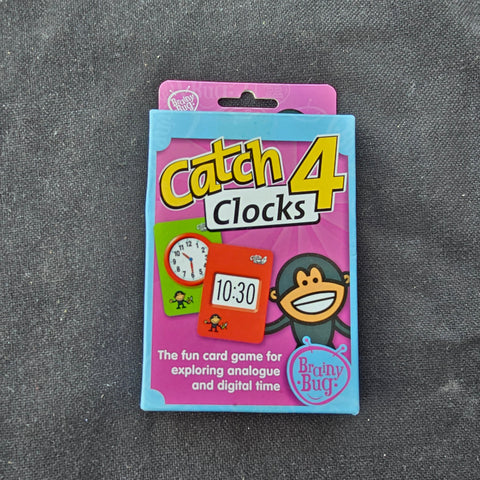 Brainy
Bug
Catch 4
Clocks
10:30
The fun card game for
exploring analogue
and digital time
Brainy
Bug